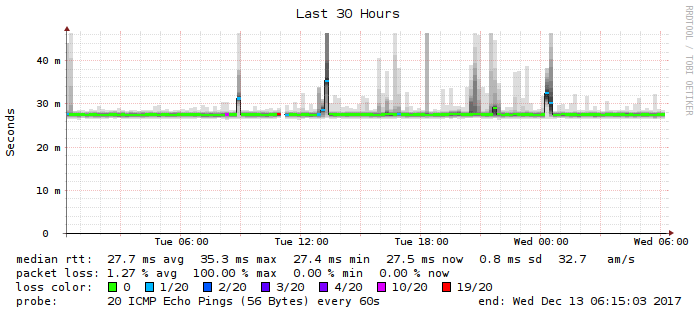 Last 30 Hours
RRDTOOL / TOBI OETIKER
Seconds
40 m
30 m
20 m
10 m
0
Tue 06:00 Tue 12:00 Tue 18:00 Wed 00:00 Wed 06:00
median rtt: 27.7 ms avg 35.3 ms max 27.4 ms min 27.5 ms now 0.8 ms sd 32.7 am/s
packet loss: 1.27 % avg 100.00 % max 0.00 % min 0.00 % now
loss color: 0 1/20 2/20 3/20 4/20 10/20 19/20
probe: 20 ICMP Echo Pings (56 Bytes) every 60s end: Wed Dec 13 06:15:03 2017